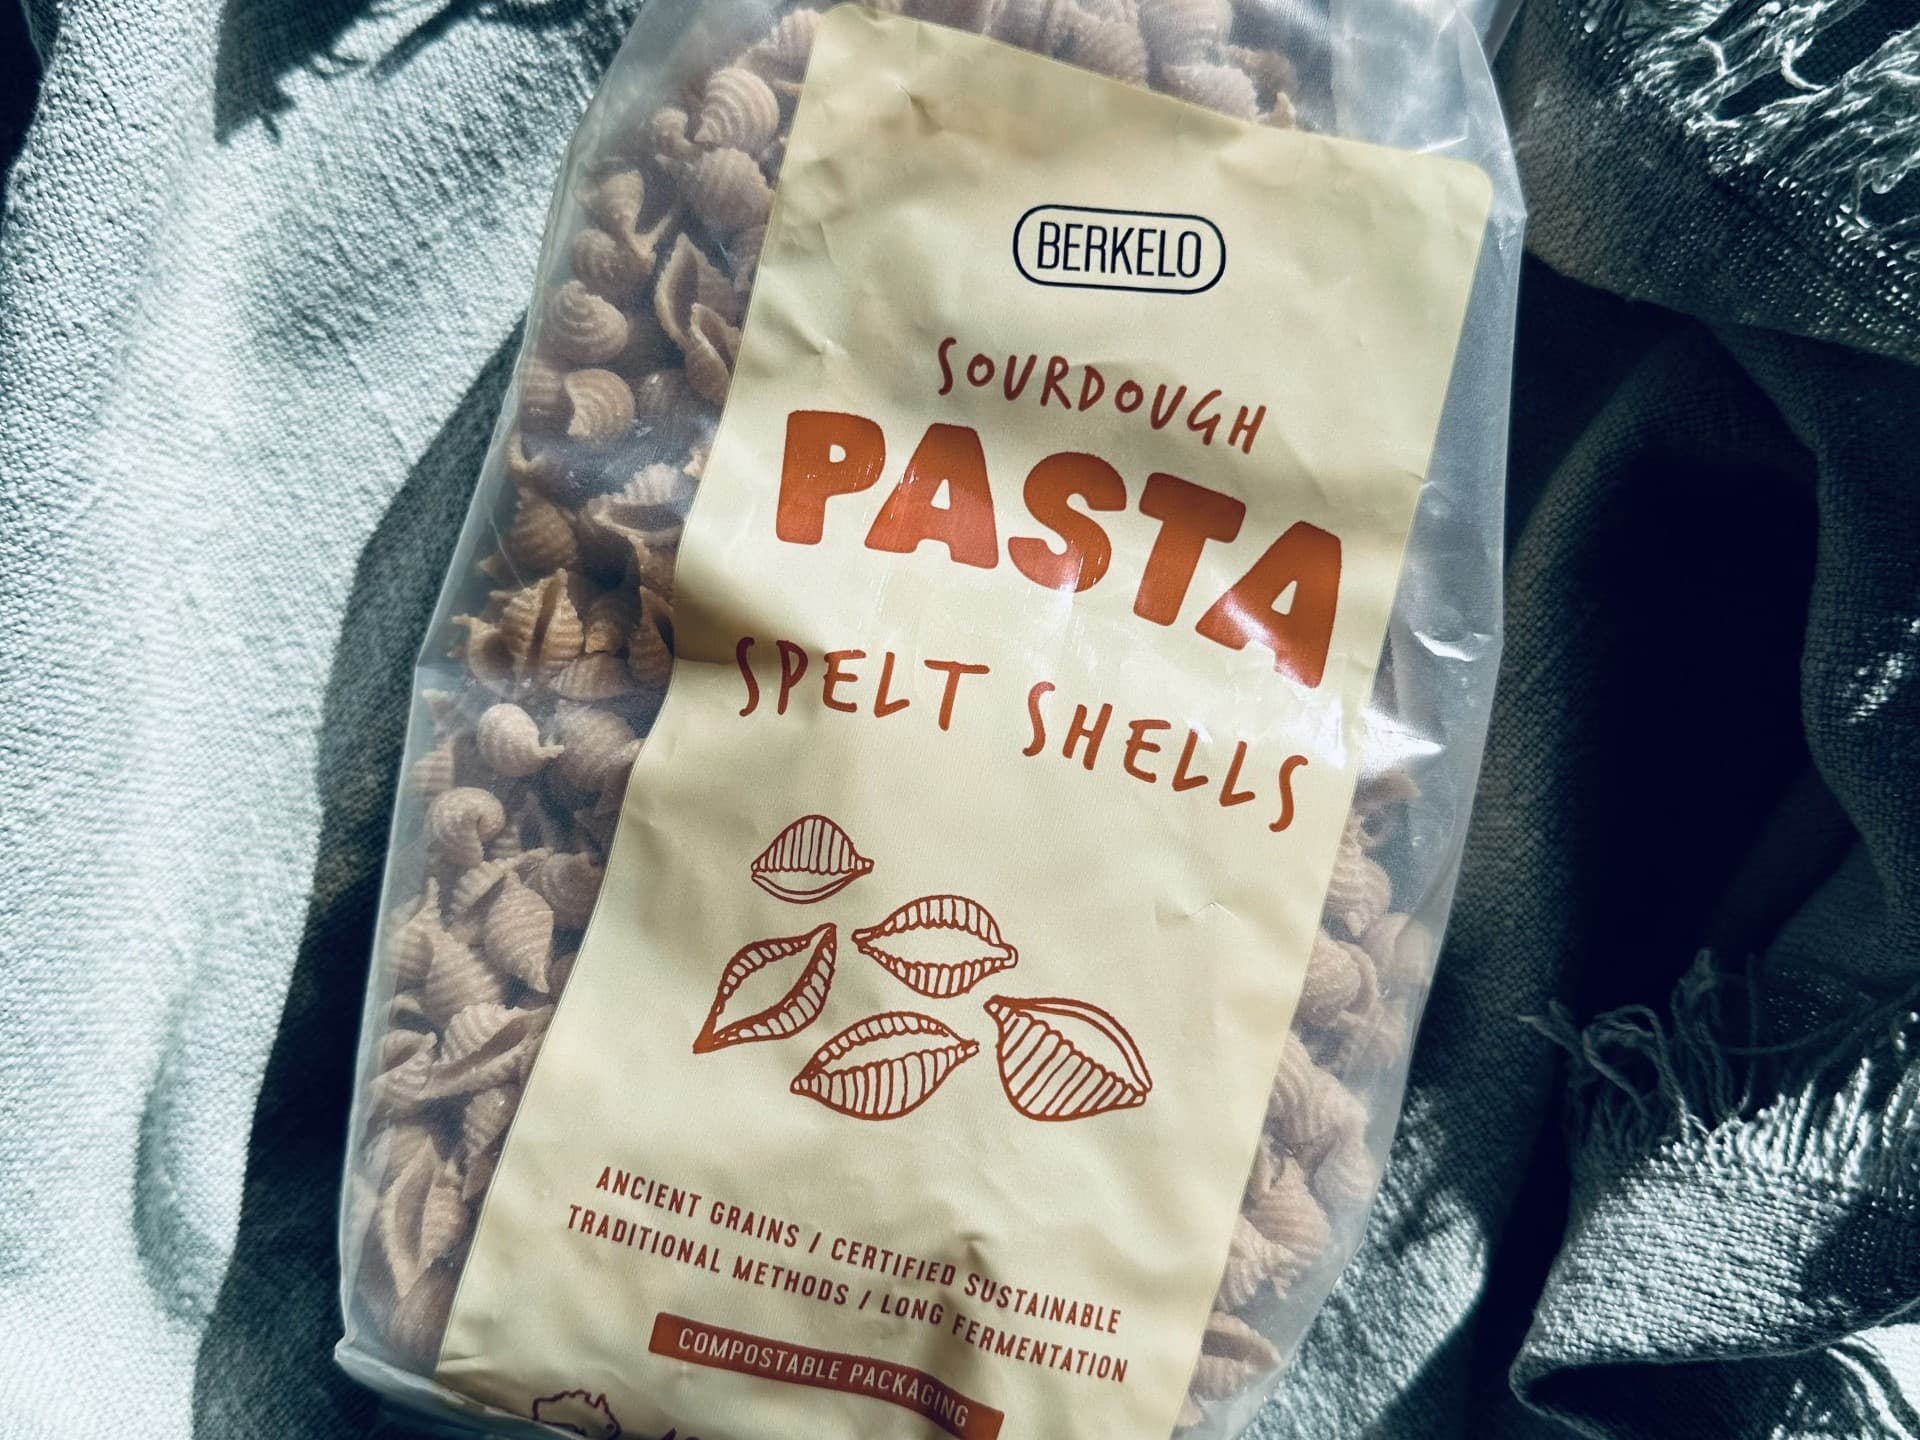 BERKELO
SOURDOUGH
PASTA
SPELT SHELLS
ANCIENT GRAINS / CERTIFIED SUSTAINABLE
TRADITIONAL METHODS / LONG FERMENTATION
COMPOSTABLE PACKAGING